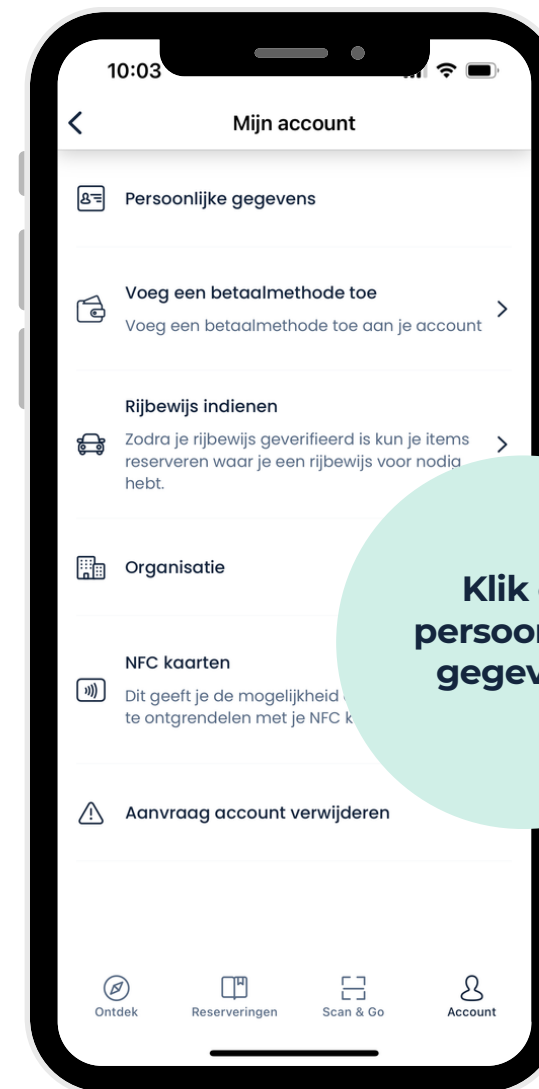 10:03
Mijn account
Persoonlijke gegevens
Voeg een betaalmethode toe
Voeg een betaalmethode toe aan je account
Rijbewijs indienen
Zodra je rijbewijs geverifieerd is kun je items
reserveren waar je een rijbewijs voor nodig
hebt.
Organisatie
Klik
NFC kaarten
Dit geeft je de mogelijkheid
te ontgrendelen met je NFC
Aanvraag account verwijderen
Ontdek
Reserveringen
Scan & Go
Account